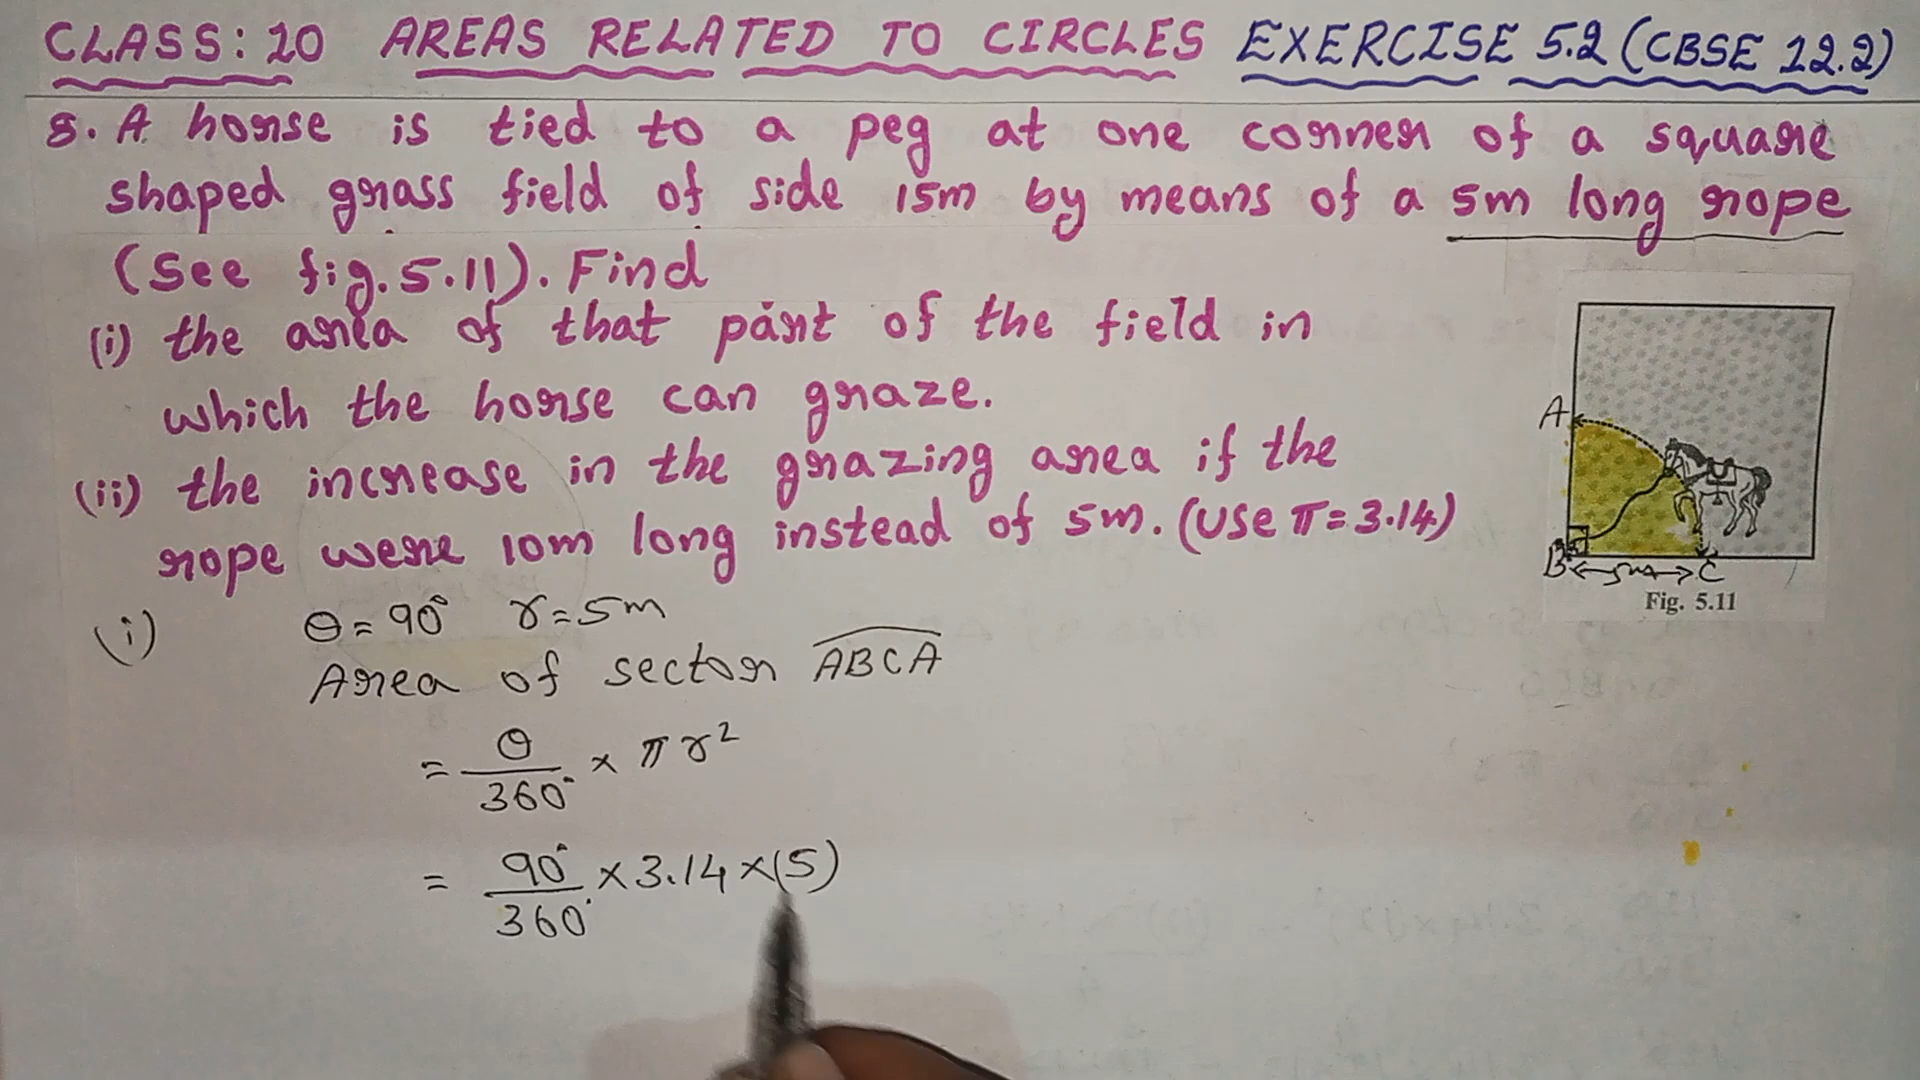 CLASS: 10 AREAS RELATED TO CIRCLES EXERCISE 5.2 (CBSE 12.2)
8. A horse is tied to a peg at one corner of a square
shaped grass field of side 15m by means of a 5m long rope
(See fig. 5.11). Find
(i) the area of that part of the field in
which the horse can graze.
(ii) the increase in the grazing area if the
rope were 10m long instead of 5m. (Use π = 3.14)
A
B 5m C
Fig. 5.11
(i) θ = 90° r = 5m
Area of sector ABCA
= θ/360° × πr²
= 90°/360° × 3.14 × (5)